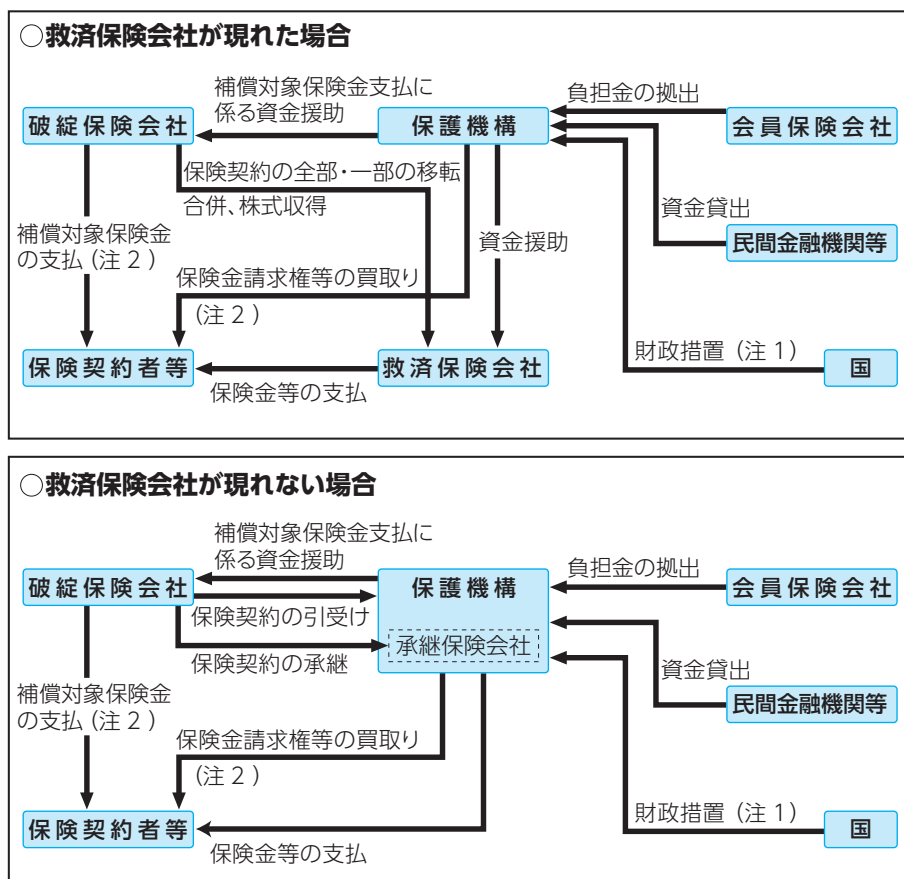 ○救済保険会社が現れた場合
補償対象保険金支払に
係る資金援助
負担金の拠出
破綻保険会社
保護機構
会員保険会社
保険契約の全部・一部の移転
合併、株式取得
資金貸出
補償対象保険金
の支払(注2)
資金援助
民間金融機関等
保険金請求権等の買取り
(注2)
財政措置(注1)
保険契約者等
救済保険会社
国
保険金等の支払
○救済保険会社が現れない場合
補償対象保険金支払に
係る資金援助
負担金の拠出
破綻保険会社
保護機構
会員保険会社
保険契約の引受け
承継保険会社
保険契約の承継
資金貸出
補償対象保険金
の支払(注2)
民間金融機関等
保険金請求権等の買取り
(注2)
財政措置(注1)
保険契約者等
国
保険金等の支払